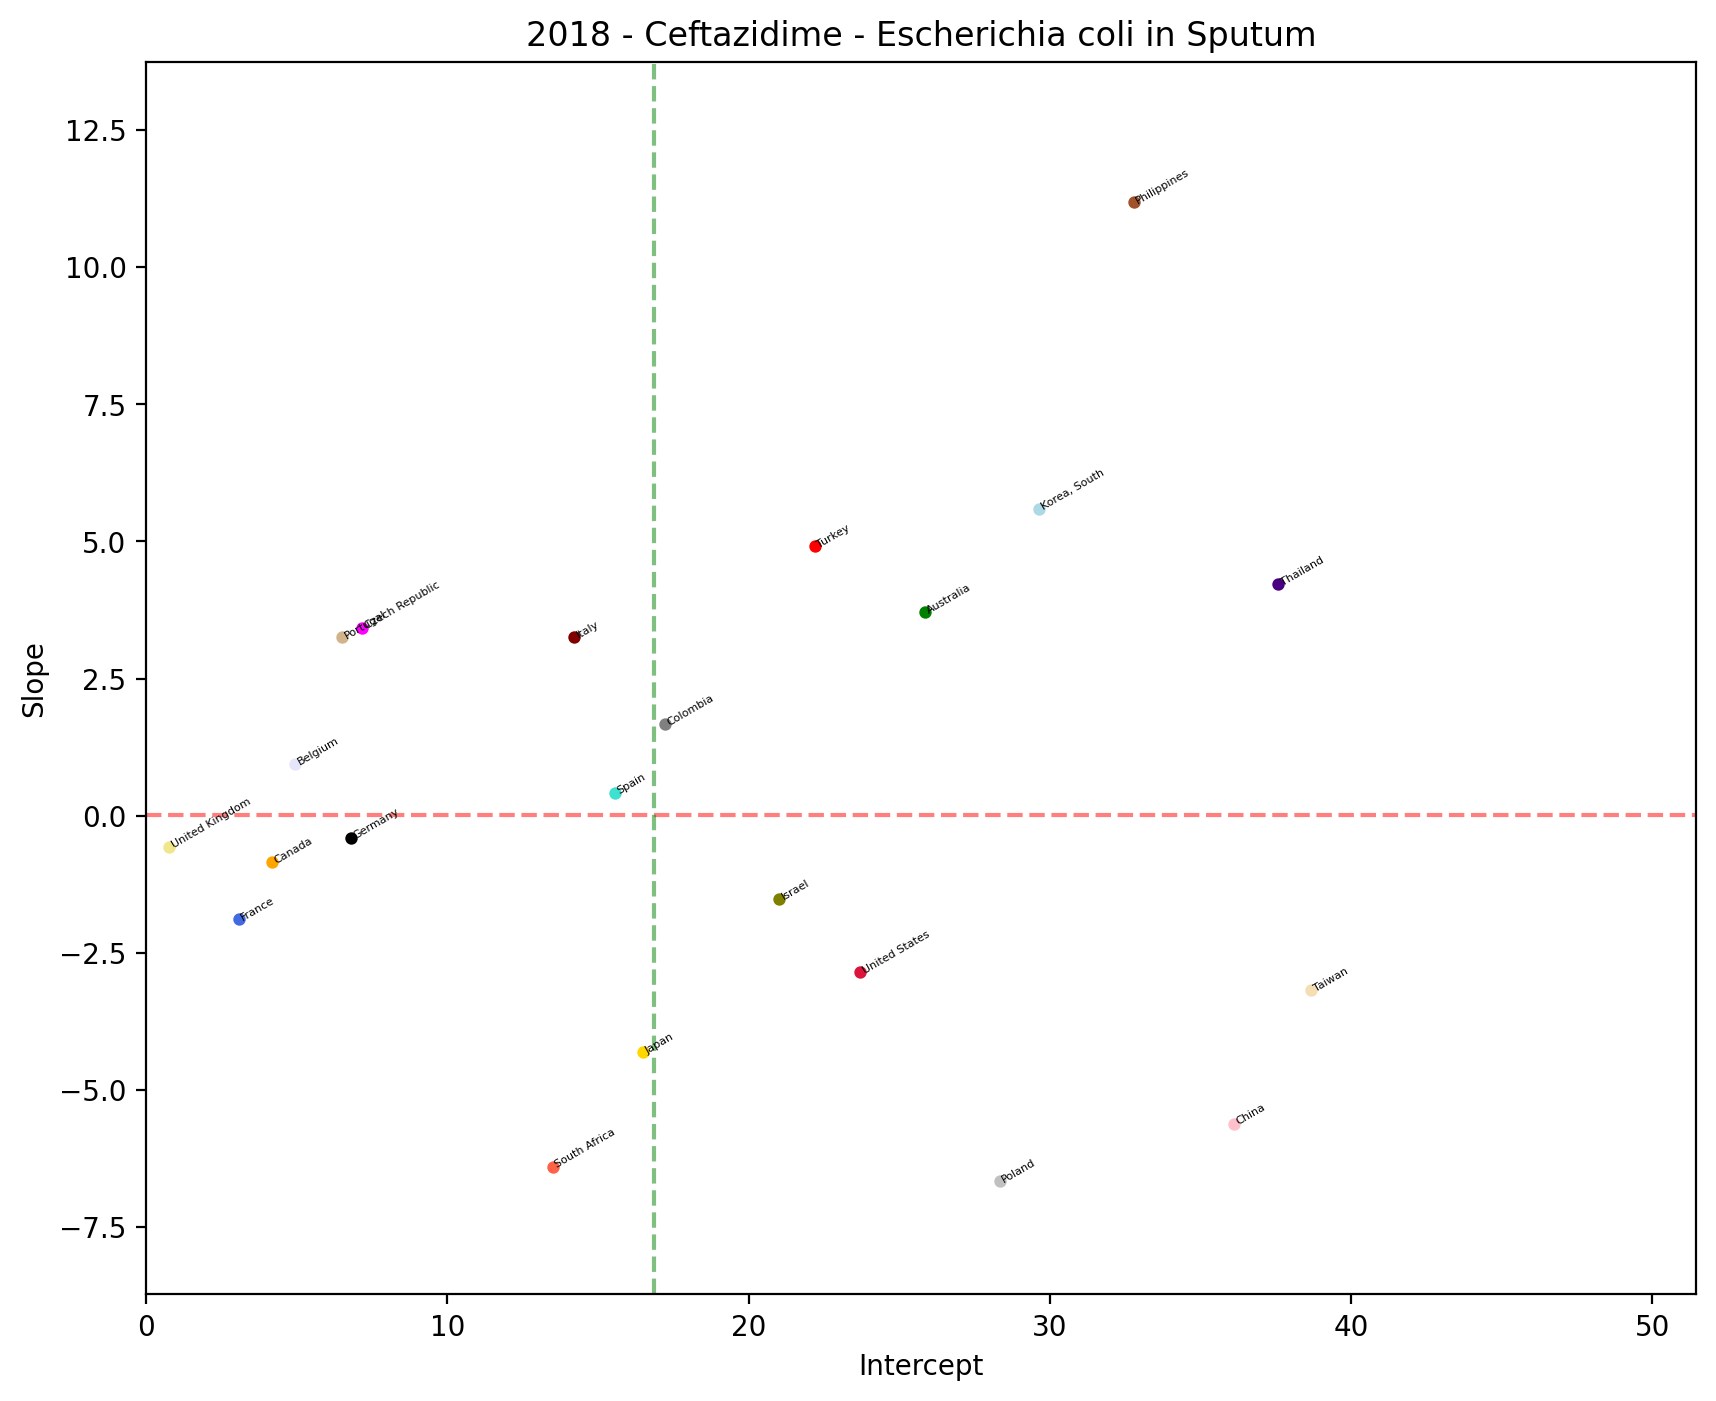 2018 - Ceftazidime - Escherichia coli in Sputum
12.5
10.0
7.5
5.0
2.5
0.0
−2.5
−5.0
−7.5
Slope
Philippines
Korea, South
Turkey
Thailand
Australia
Czech Republic
Portugal
Italy
Colombia
Belgium
Spain
United Kingdom
Germany
Canada
France
Israel
United States
Taiwan
Japan
China
South Africa
Poland
0
10
20
30
40
50
Intercept